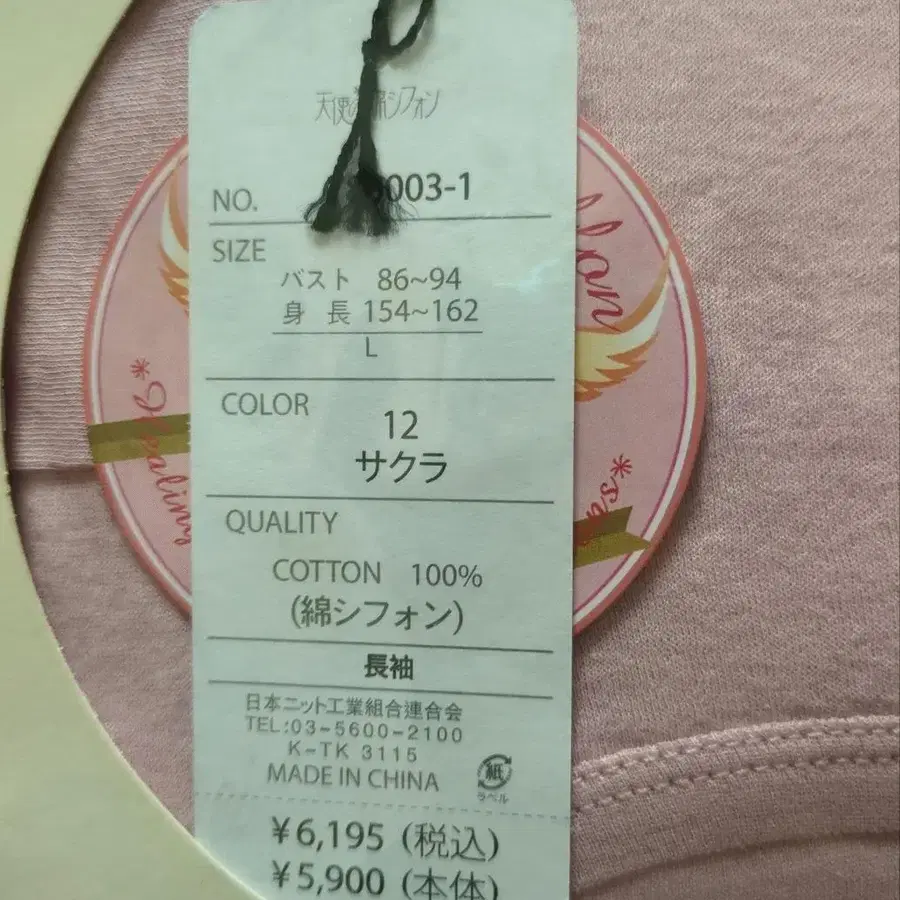 天使の綿シフォン
NO. 003-1
SIZE
バスト 86~94
身 長 154~162
L
COLOR
12
サクラ
QUALITY
COTTON 100%
(綿シフォン)
長袖
日本ニット工業組合連合会
TEL:03-5600-2100
K-TK 3115
MADE IN CHINA
紙
ラベル
¥6,195 (税込)
¥5,900 (本体)
*Healing